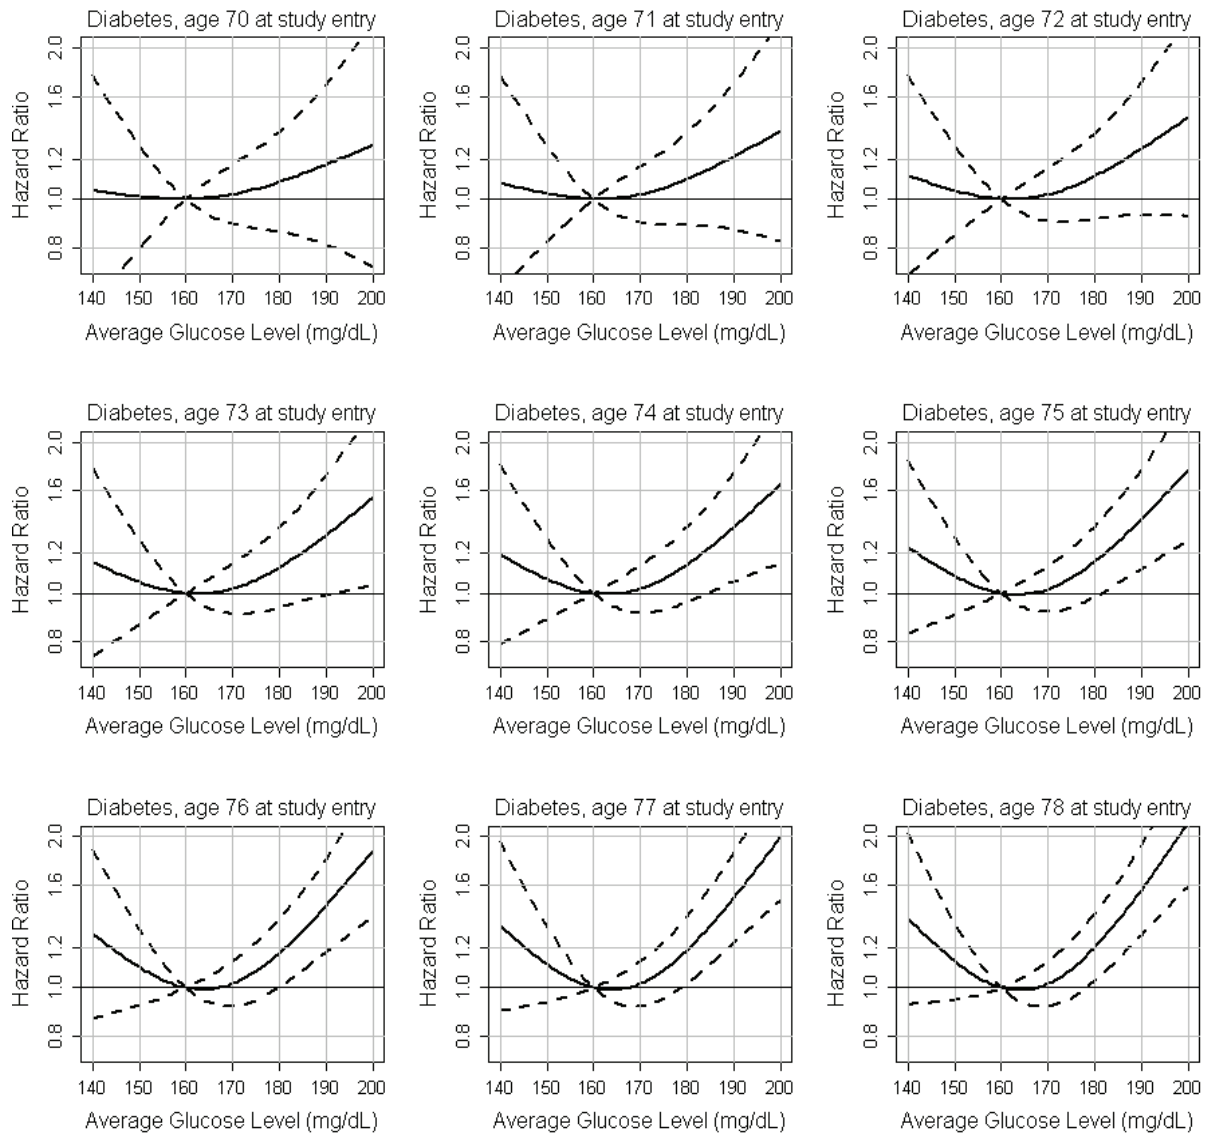 Diabetes, age 70 at study entry
Hazard Ratio
2.0
1.6
1.2
1.0
0.8
140 150 160 170 180 190 200
Average Glucose Level (mg/dL)
Diabetes, age 71 at study entry
Hazard Ratio
2.0
1.6
1.2
1.0
0.8
140 150 160 170 180 190 200
Average Glucose Level (mg/dL)
Diabetes, age 72 at study entry
Hazard Ratio
2.0
1.6
1.2
1.0
0.8
140 150 160 170 180 190 200
Average Glucose Level (mg/dL)
Diabetes, age 73 at study entry
Hazard Ratio
2.0
1.6
1.2
1.0
0.8
140 150 160 170 180 190 200
Average Glucose Level (mg/dL)
Diabetes, age 74 at study entry
Hazard Ratio
2.0
1.6
1.2
1.0
0.8
140 150 160 170 180 190 200
Average Glucose Level (mg/dL)
Diabetes, age 75 at study entry
Hazard Ratio
2.0
1.6
1.2
1.0
0.8
140 150 160 170 180 190 200
Average Glucose Level (mg/dL)
Diabetes, age 76 at study entry
Hazard Ratio
2.0
1.6
1.2
1.0
0.8
140 150 160 170 180 190 200
Average Glucose Level (mg/dL)
Diabetes, age 77 at study entry
Hazard Ratio
2.0
1.6
1.2
1.0
0.8
140 150 160 170 180 190 200
Average Glucose Level (mg/dL)
Diabetes, age 78 at study entry
Hazard Ratio
2.0
1.6
1.2
1.0
0.8
140 150 160 170 180 190 200
Average Glucose Level (mg/dL)